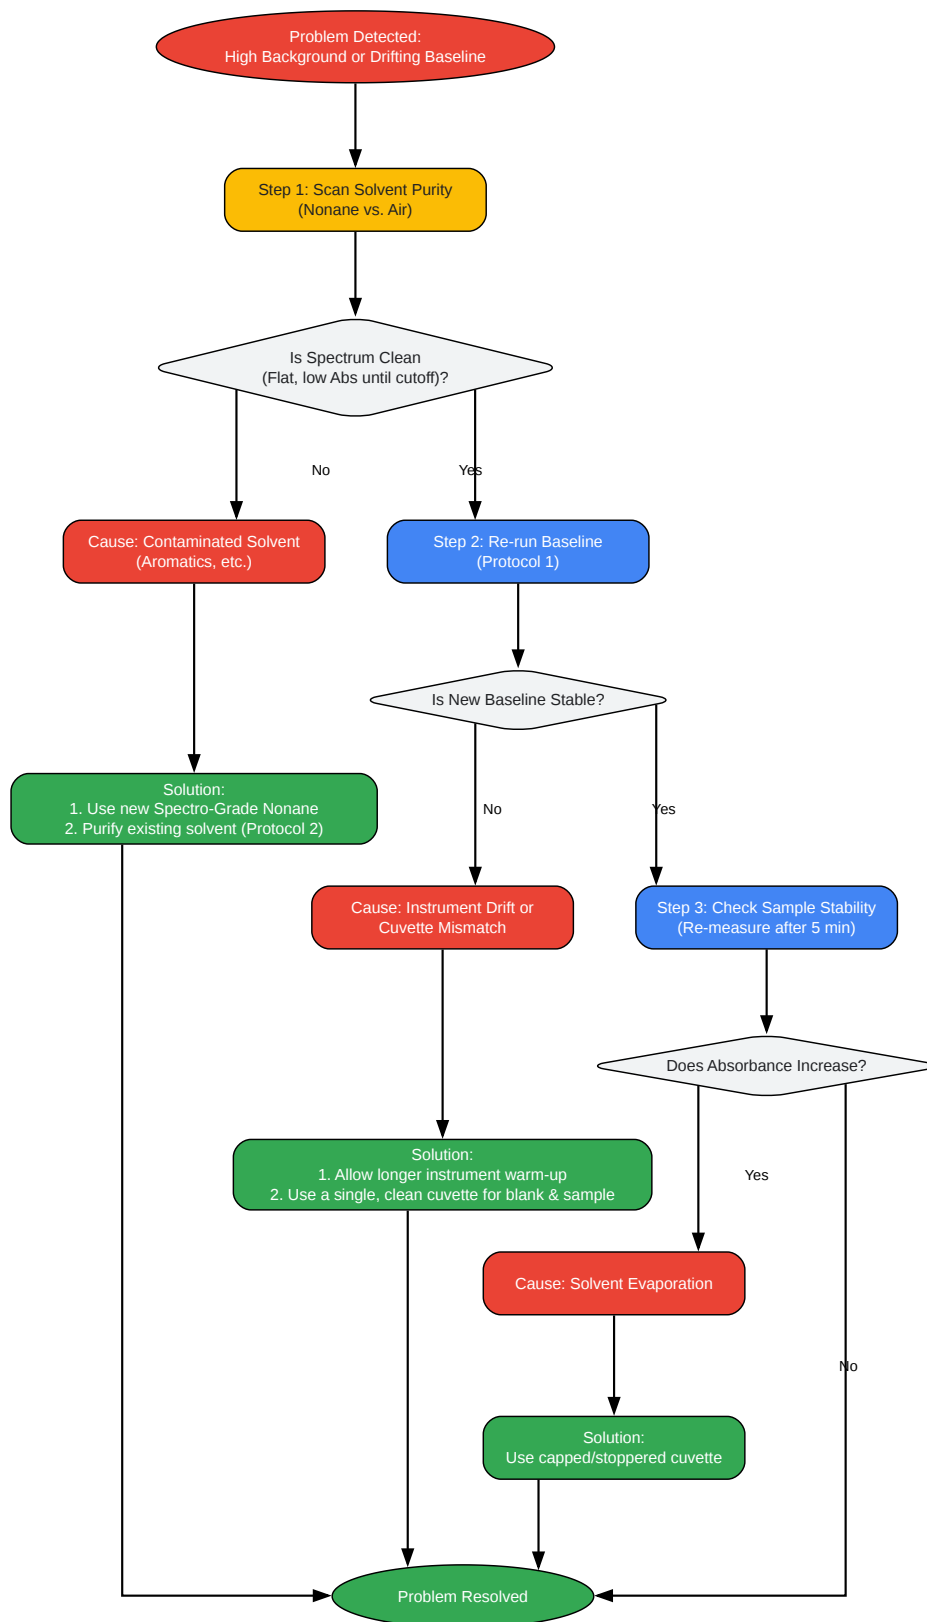 Problem Detected:
High Background or Drifting Baseline
Step 1: Scan Solvent Purity
(Nonane vs. Air)
Is Spectrum Clean
(Flat, low Abs until cutoff)?
No
Yes
Cause: Contaminated Solvent
(Aromatics, etc.)
Step 2: Re-run Baseline
(Protocol 1)
Is New Baseline Stable?
Solution:
1. Use new Spectro-Grade Nonane
2. Purify existing solvent (Protocol 2)
No
Yes
Cause: Instrument Drift or
Cuvette Mismatch
Step 3: Check Sample Stability
(Re-measure after 5 min)
Does Absorbance Increase?
Solution:
1. Allow longer instrument warm-up
2. Use a single, clean cuvette for blank & sample
Yes
Cause: Solvent Evaporation
No
Solution:
Use capped/stoppered cuvette
Problem Resolved